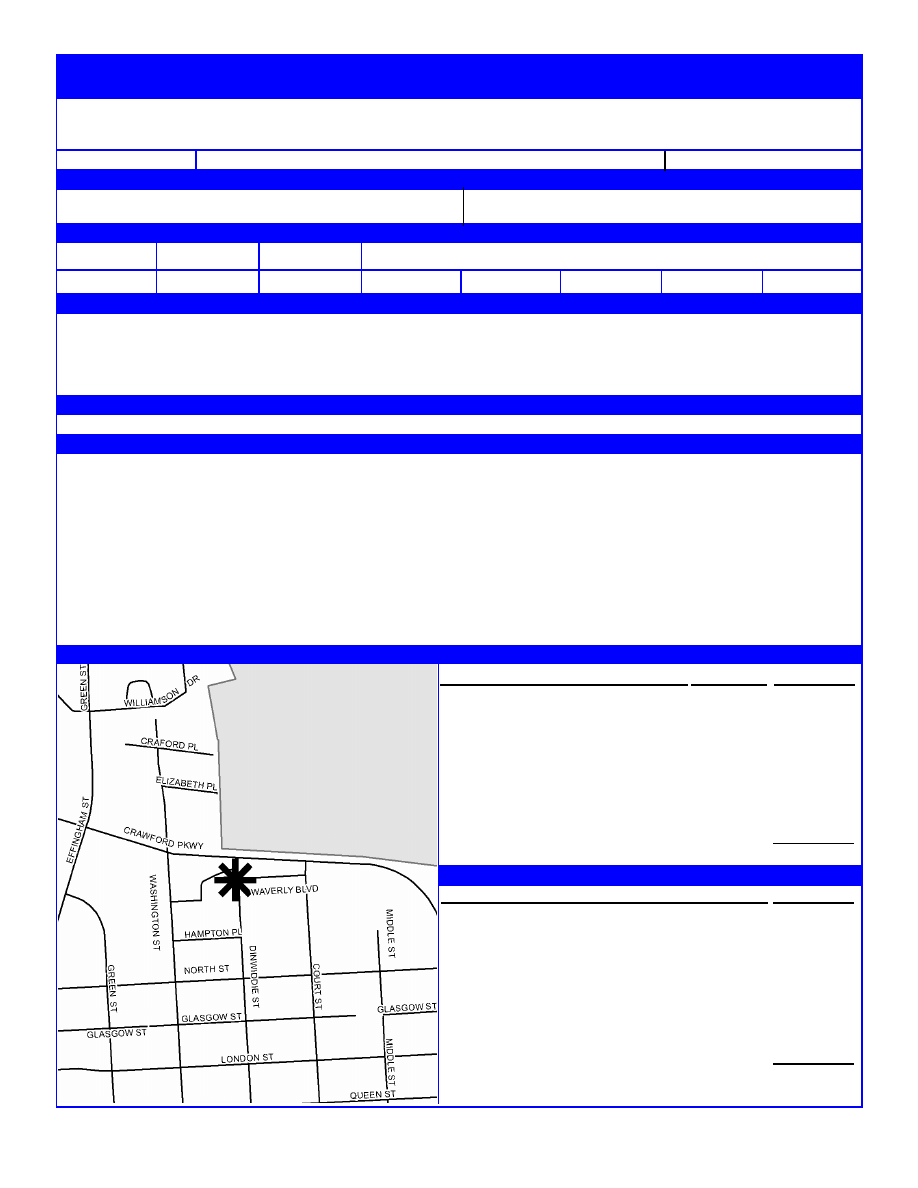 GREEN ST
WILLIAMSON DR
CRAFORD PL
ELIZABETH PL
EFFINGHAM ST
CRAWFORD PKWY
WASHINGTON ST
WAVERLY BLVD
MIDDLE ST
HAMPTON PL
DINWIDDIE ST
NORTH ST
GREEN ST
COURT ST
GLASGOW ST
GLASGOW ST
GLASGOW ST
LONDON ST
MIDDLE ST
QUEEN ST